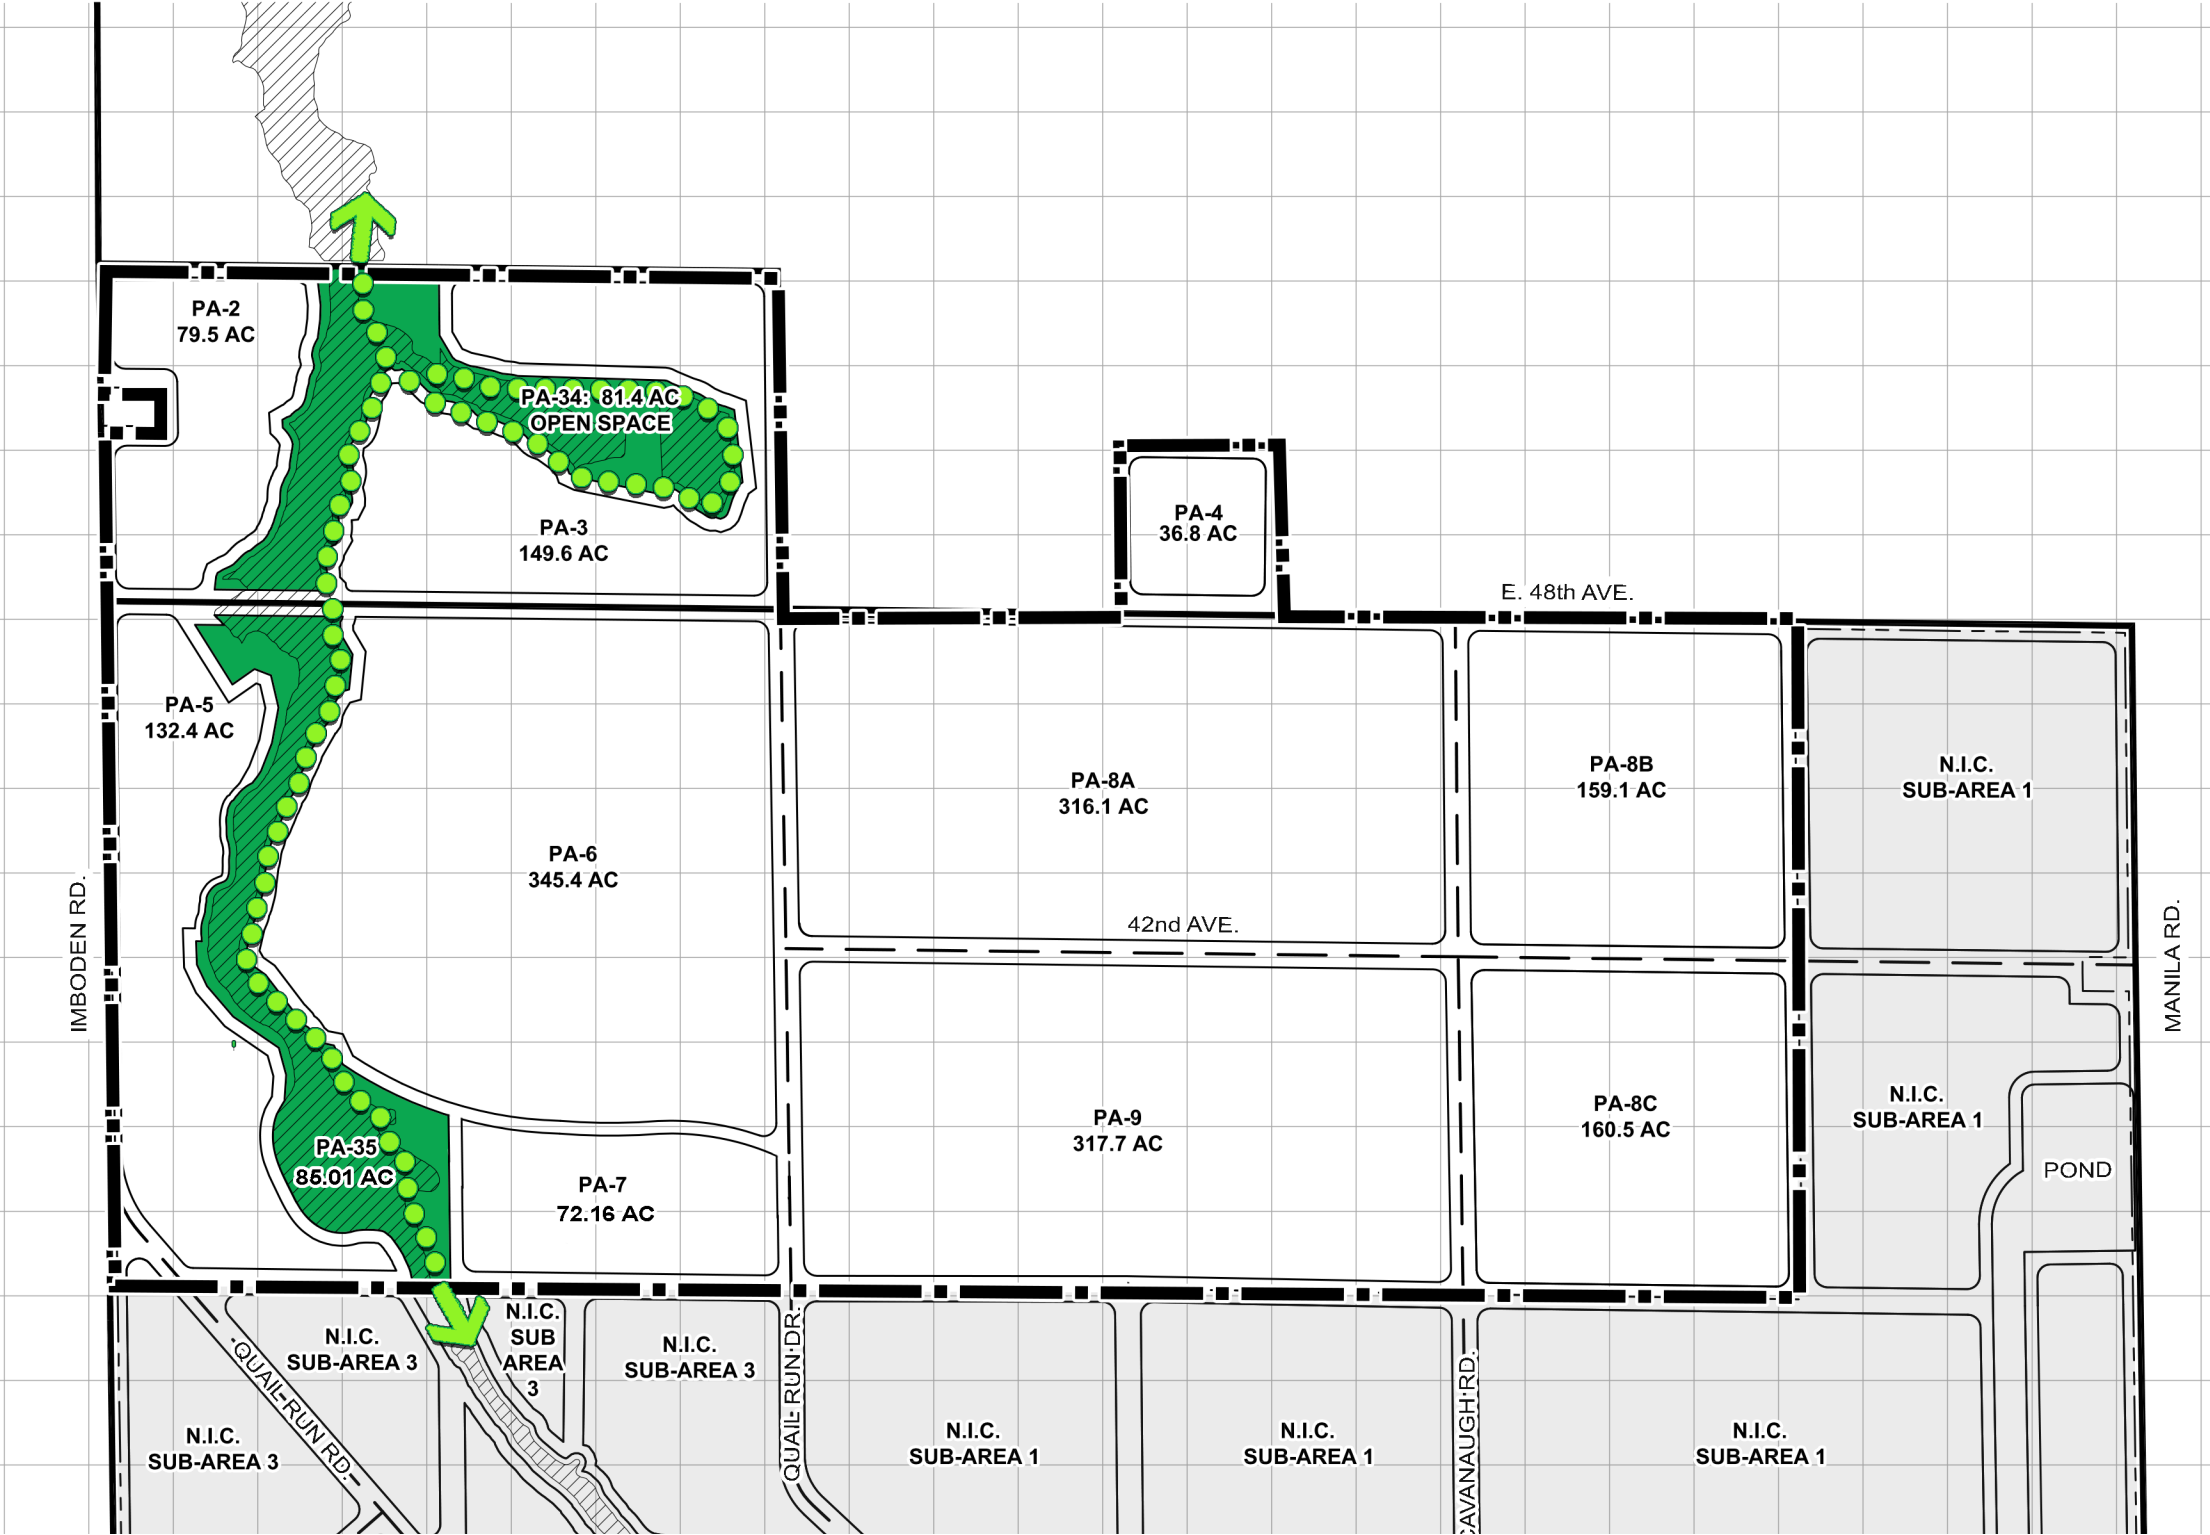 PA-2
79.5 AC
PA-34: 81.4 AC
OPEN SPACE
PA-3
149.6 AC
PA-4
36.8 AC
E. 48th AVE.
PA-5
132.4 AC
PA-6
345.4 AC
PA-8A
316.1 AC
PA-8B
159.1 AC
N.I.C.
SUB-AREA 1
42nd AVE.
IMBODEN RD.
MANILA RD.
PA-35
85.01 AC
PA-7
72.16 AC
PA-9
317.7 AC
PA-8C
160.5 AC
N.I.C.
SUB-AREA 1
POND
N.I.C.
SUB-AREA 3
N.I.C.
SUB
AREA
3
N.I.C.
SUB-AREA 3
N.I.C.
SUB-AREA 3
QUAIL RUN RD.
QUAIL RUN DR.
N.I.C.
SUB-AREA 1
N.I.C.
SUB-AREA 1
CAVANAUGH RD.
N.I.C.
SUB-AREA 1